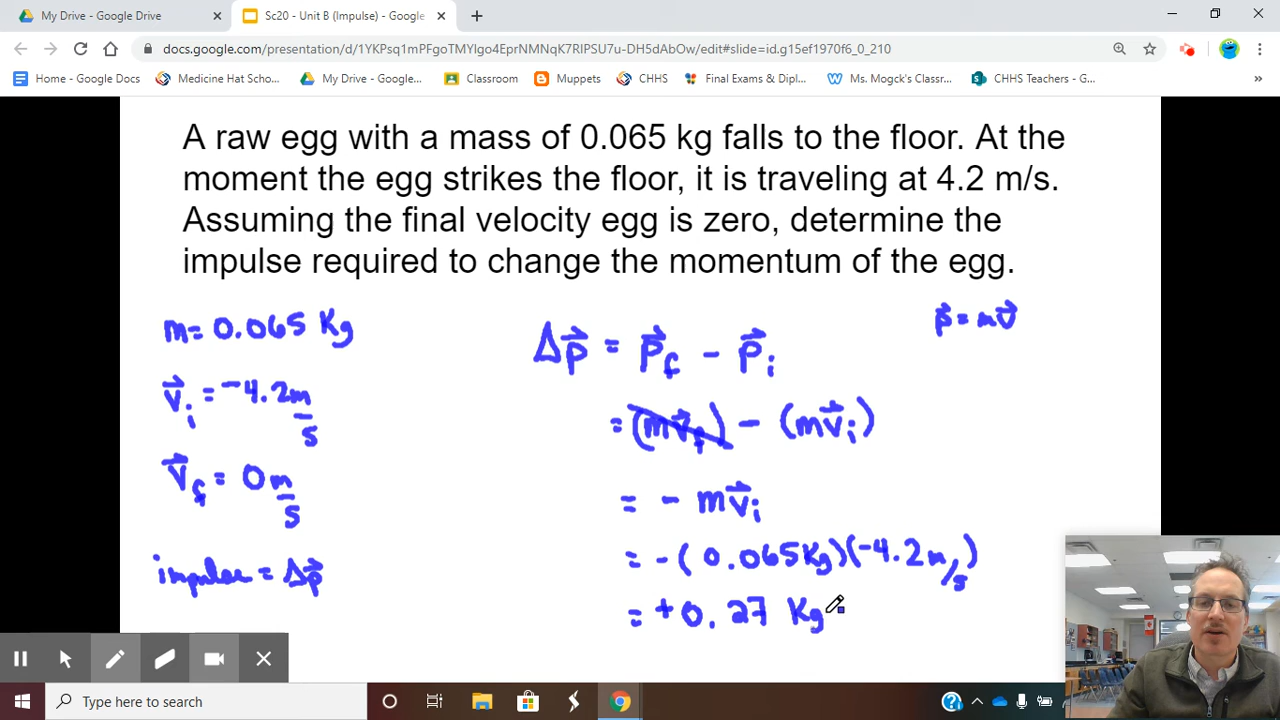 My Drive - Google Drive
Sc20 - Unit B (Impulse) - Google
docs.google.com/presentation/d/1YKPsq1mPFgoTMYIgo4EprNMNqK7RIPSU7u-DH5dAbOw/edit#slide=id.g15ef1970f6_0_210
Home - Google Docs
Medicine Hat Scho...
My Drive - Google...
Classroom
Muppets
CHHS
Final Exams & Dipl...
Ms. Mogck's Classr...
CHHS Teachers - G...
A raw egg with a mass of 0.065 kg falls to the floor. At the
moment the egg strikes the floor, it is traveling at 4.2 m/s.
Assuming the final velocity egg is zero, determine the
impulse required to change the momentum of the egg.
m = 0.065 Kg
v⃗i = -4.2 m/s
v⃗f = 0 m/s
impulse = Δp⃗
Δp⃗ = p⃗f - p⃗i
= (mv⃗f) - (mv⃗i)
= - mv⃗i
= -(0.065Kg)(-4.2m/s)
= +0.27 Kg
p⃗ = mv⃗
Type here to search